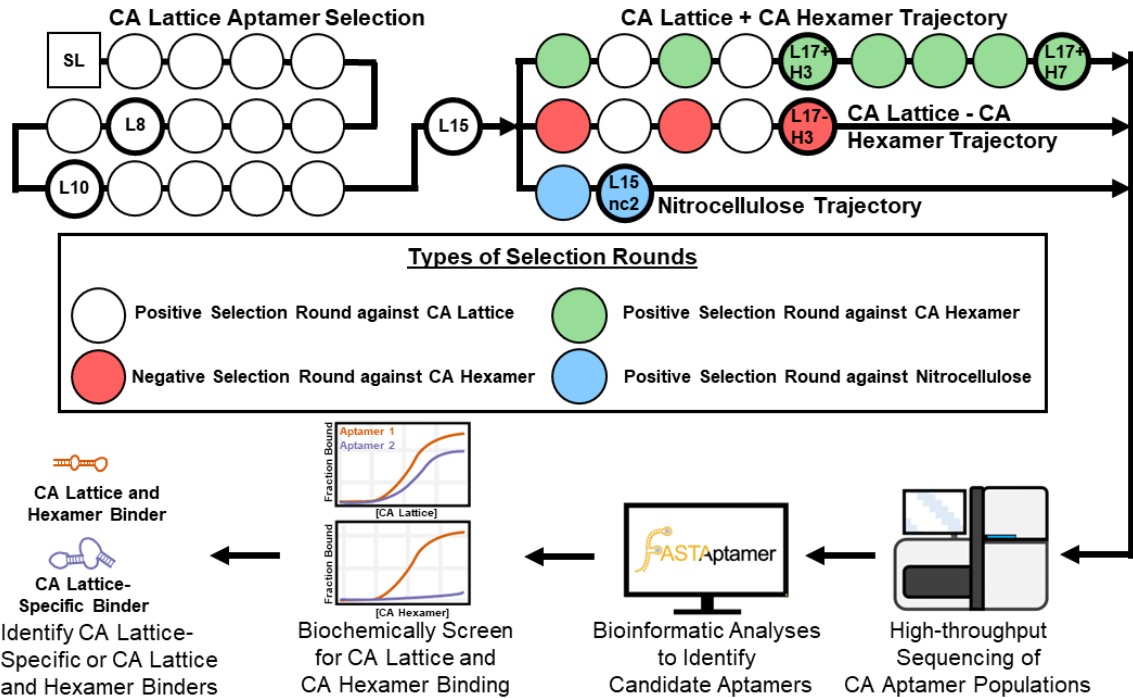 CA Lattice Aptamer Selection
SL
L8
L10
L15
CA Lattice + CA Hexamer Trajectory
L17+
H3
L17+
H7
L17-
H3
CA Lattice - CA
Hexamer Trajectory
L15
nc2
Nitrocellulose Trajectory
Types of Selection Rounds
Positive Selection Round against CA Lattice
Positive Selection Round against CA Hexamer
Negative Selection Round against CA Hexamer
Positive Selection Round against Nitrocellulose
CA Lattice and
Hexamer Binder
CA Lattice-
Specific Binder
Identify CA Lattice-
Specific or CA Lattice
and Hexamer Binders
Aptamer 1
Aptamer 2
Fraction Bound
[CA Lattice]
Fraction Bound
[CA Hexamer]
Biochemically Screen
for CA Lattice and
CA Hexamer Binding
FASTAptamer
Bioinformatic Analyses
to Identify
Candidate Aptamers
High-throughput
Sequencing of
CA Aptamer Populations